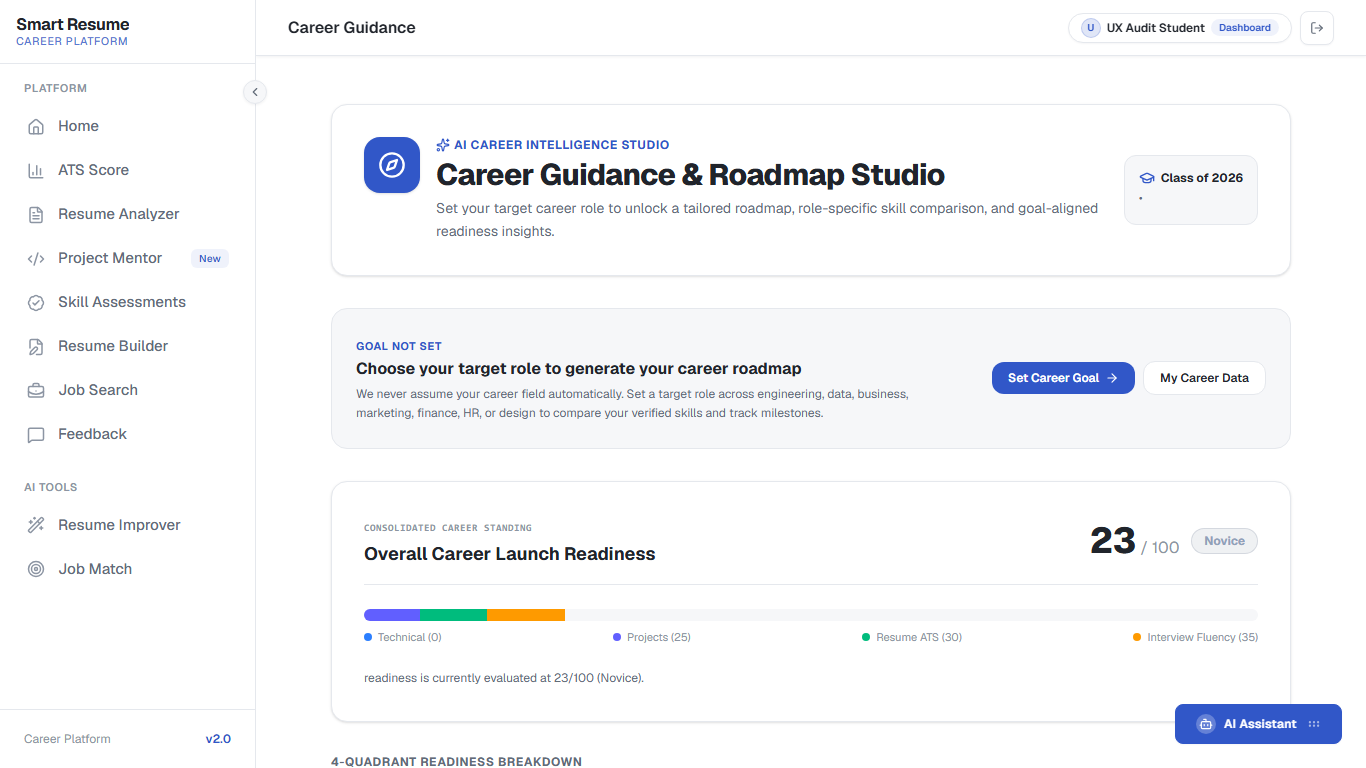 Smart Resume
CAREER PLATFORM
PLATFORM
Home
ATS Score
Resume Analyzer
Project Mentor
New
Skill Assessments
Resume Builder
Job Search
Feedback
AI TOOLS
Resume Improver
Job Match
Career Platform
v2.0
Career Guidance
U
UX Audit Student
Dashboard
AI CAREER INTELLIGENCE STUDIO
Career Guidance & Roadmap Studio
Set your target career role to unlock a tailored roadmap, role-specific skill comparison, and goal-aligned
readiness insights.
Class of 2026
•
GOAL NOT SET
Choose your target role to generate your career roadmap
We never assume your career field automatically. Set a target role across engineering, data, business,
marketing, finance, HR, or design to compare your verified skills and track milestones.
Set Career Goal
My Career Data
CONSOLIDATED CAREER STANDING
Overall Career Launch Readiness
23 / 100
Novice
Technical (0)
Projects (25)
Resume ATS (30)
Interview Fluency (35)
readiness is currently evaluated at 23/100 (Novice).
AI Assistant
4-QUADRANT READINESS BREAKDOWN